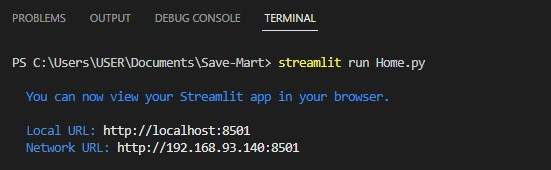 PROBLEMS OUTPUT DEBUG CONSOLE TERMINAL
PS C:\Users\USER\Documents\Save-Mart> streamlit run Home.py
You can now view your Streamlit app in your browser.
Local URL: http://localhost:8501
Network URL: http://192.168.93.140:8501